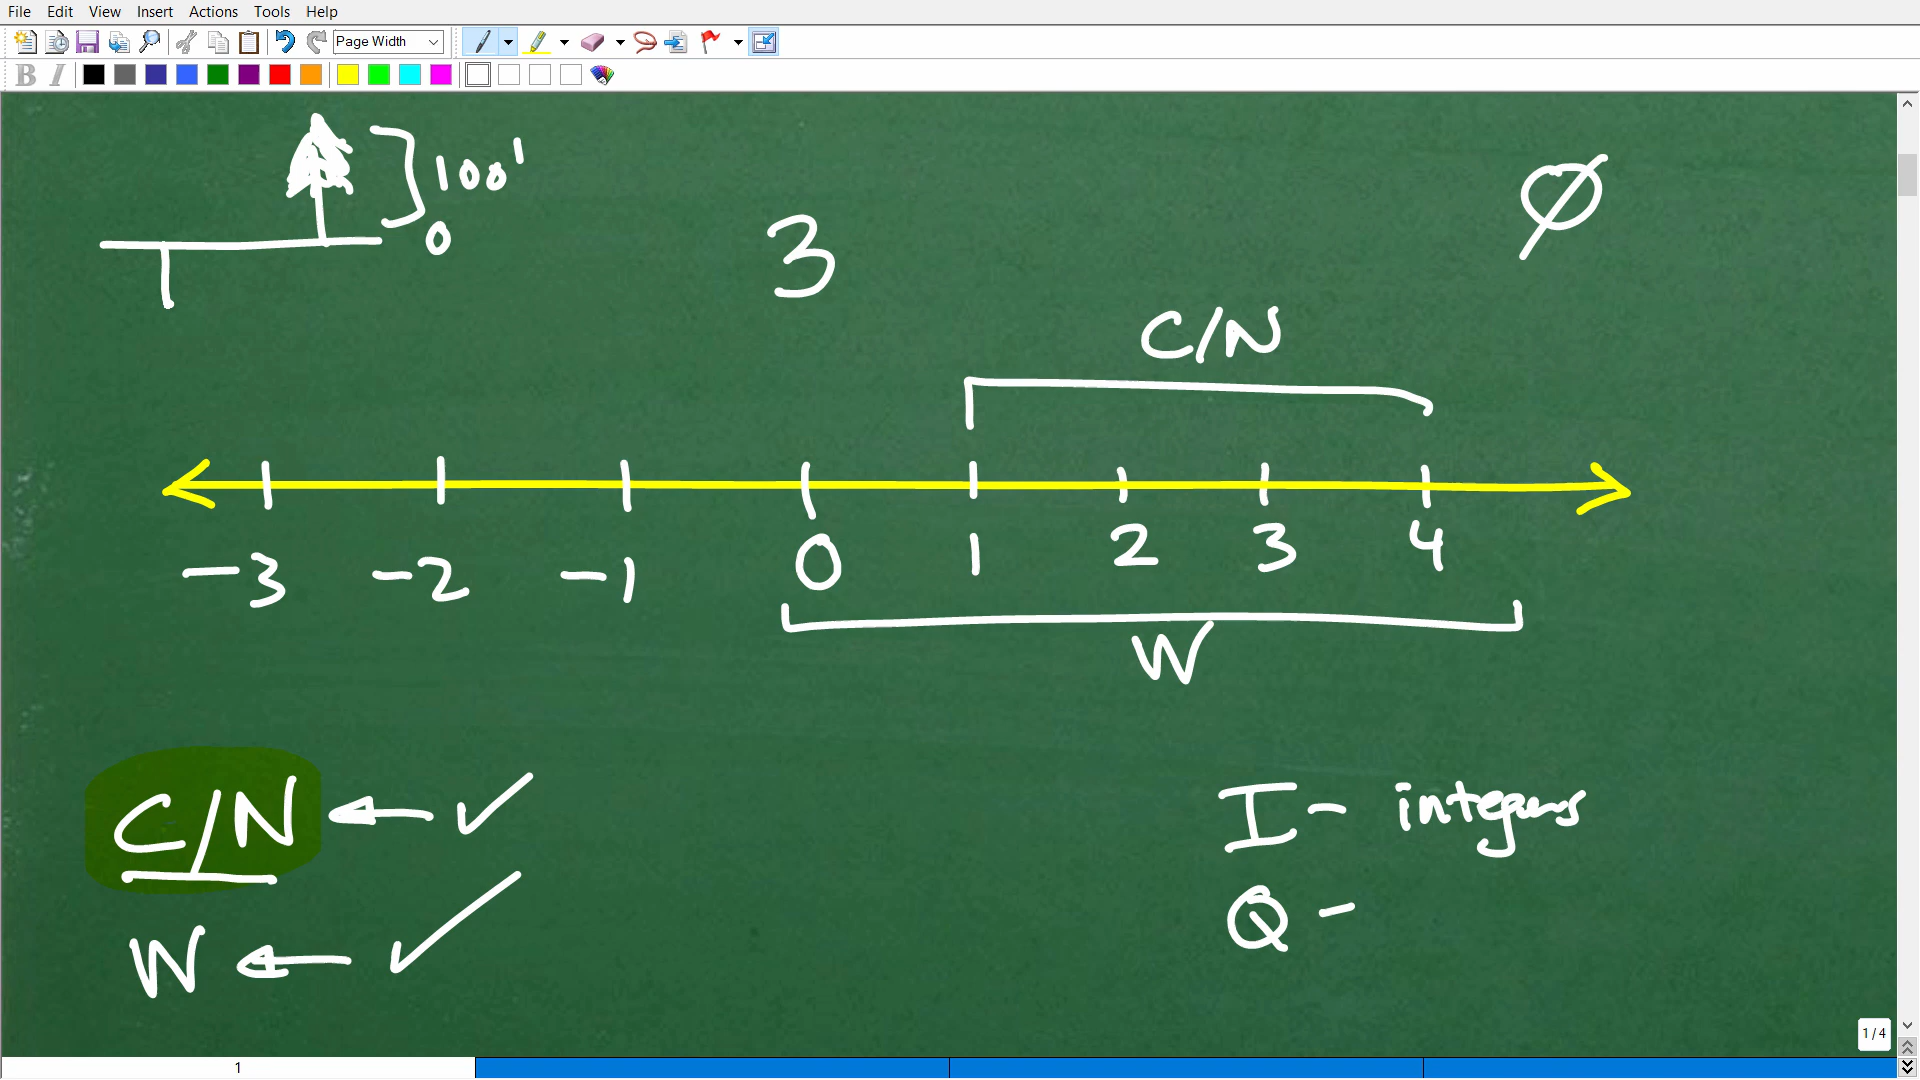 File Edit View Insert Actions Tools Help
Page Width
B I
100'
0
3
Ø
C/N
-3 -2 -1 0 1 2 3 4
W
C/N ← ✓
W ← ✓
I - integers
Q -
1 / 4
1